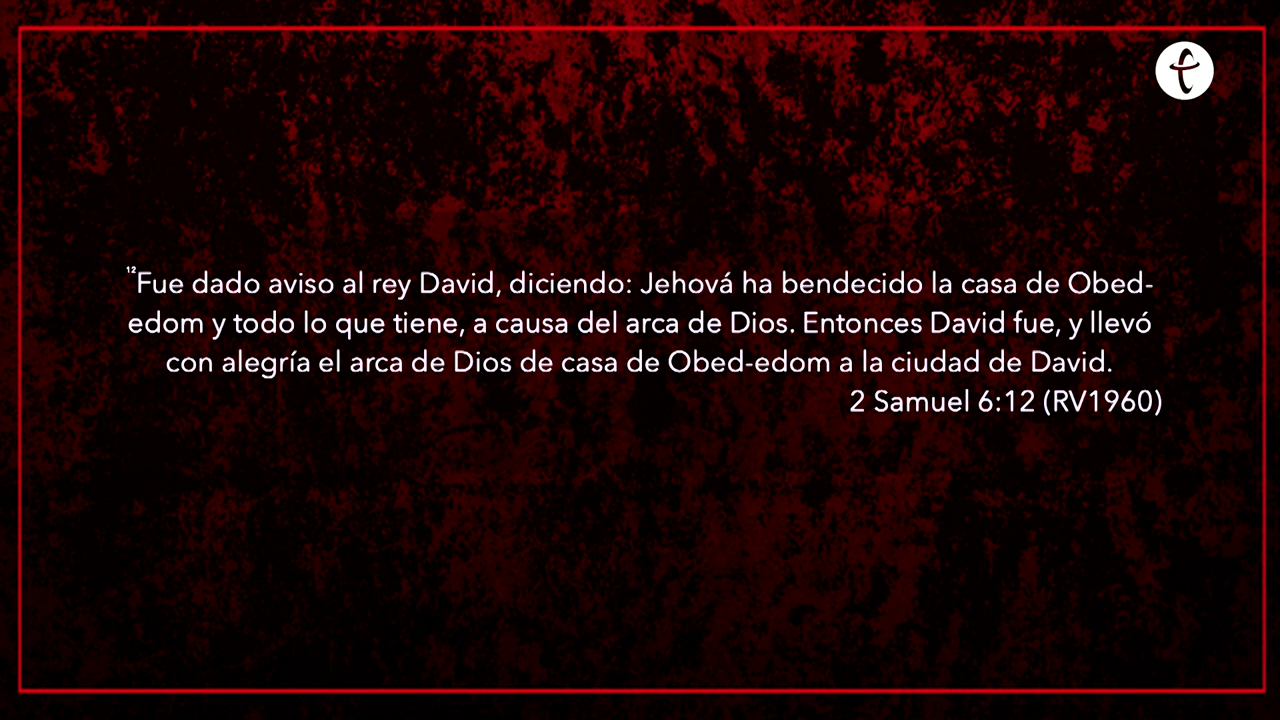 ¹²Fue dado aviso al rey David, diciendo: Jehová ha bendecido la casa de Obed-
edom y todo lo que tiene, a causa del arca de Dios. Entonces David fue, y llevó
con alegría el arca de Dios de casa de Obed-edom a la ciudad de David.
2 Samuel 6:12 (RV1960)